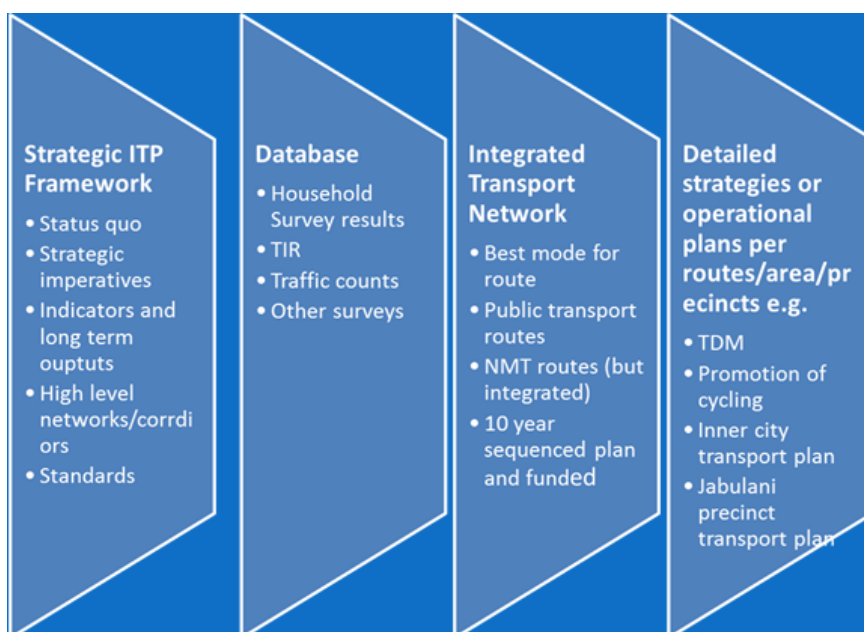 Strategic ITP
Framework
• Status quo
• Strategic
imperatives
• Indicators and
long term
ouptuts
• High level
networks/corrdi
ors
• Standards
Database
• Household
Survey results
• TIR
• Traffic counts
• Other surveys
Integrated
Transport
Network
• Best mode for
route
• Public transport
routes
• NMT routes (but
integrated)
• 10 year
sequenced plan
and funded
Detailed
strategies or
operational
plans per
routes/area/pr
ecincts e.g.
• TDM
• Promotion of
cycling
• Inner city
transport plan
• Jabulani
precinct
transport plan